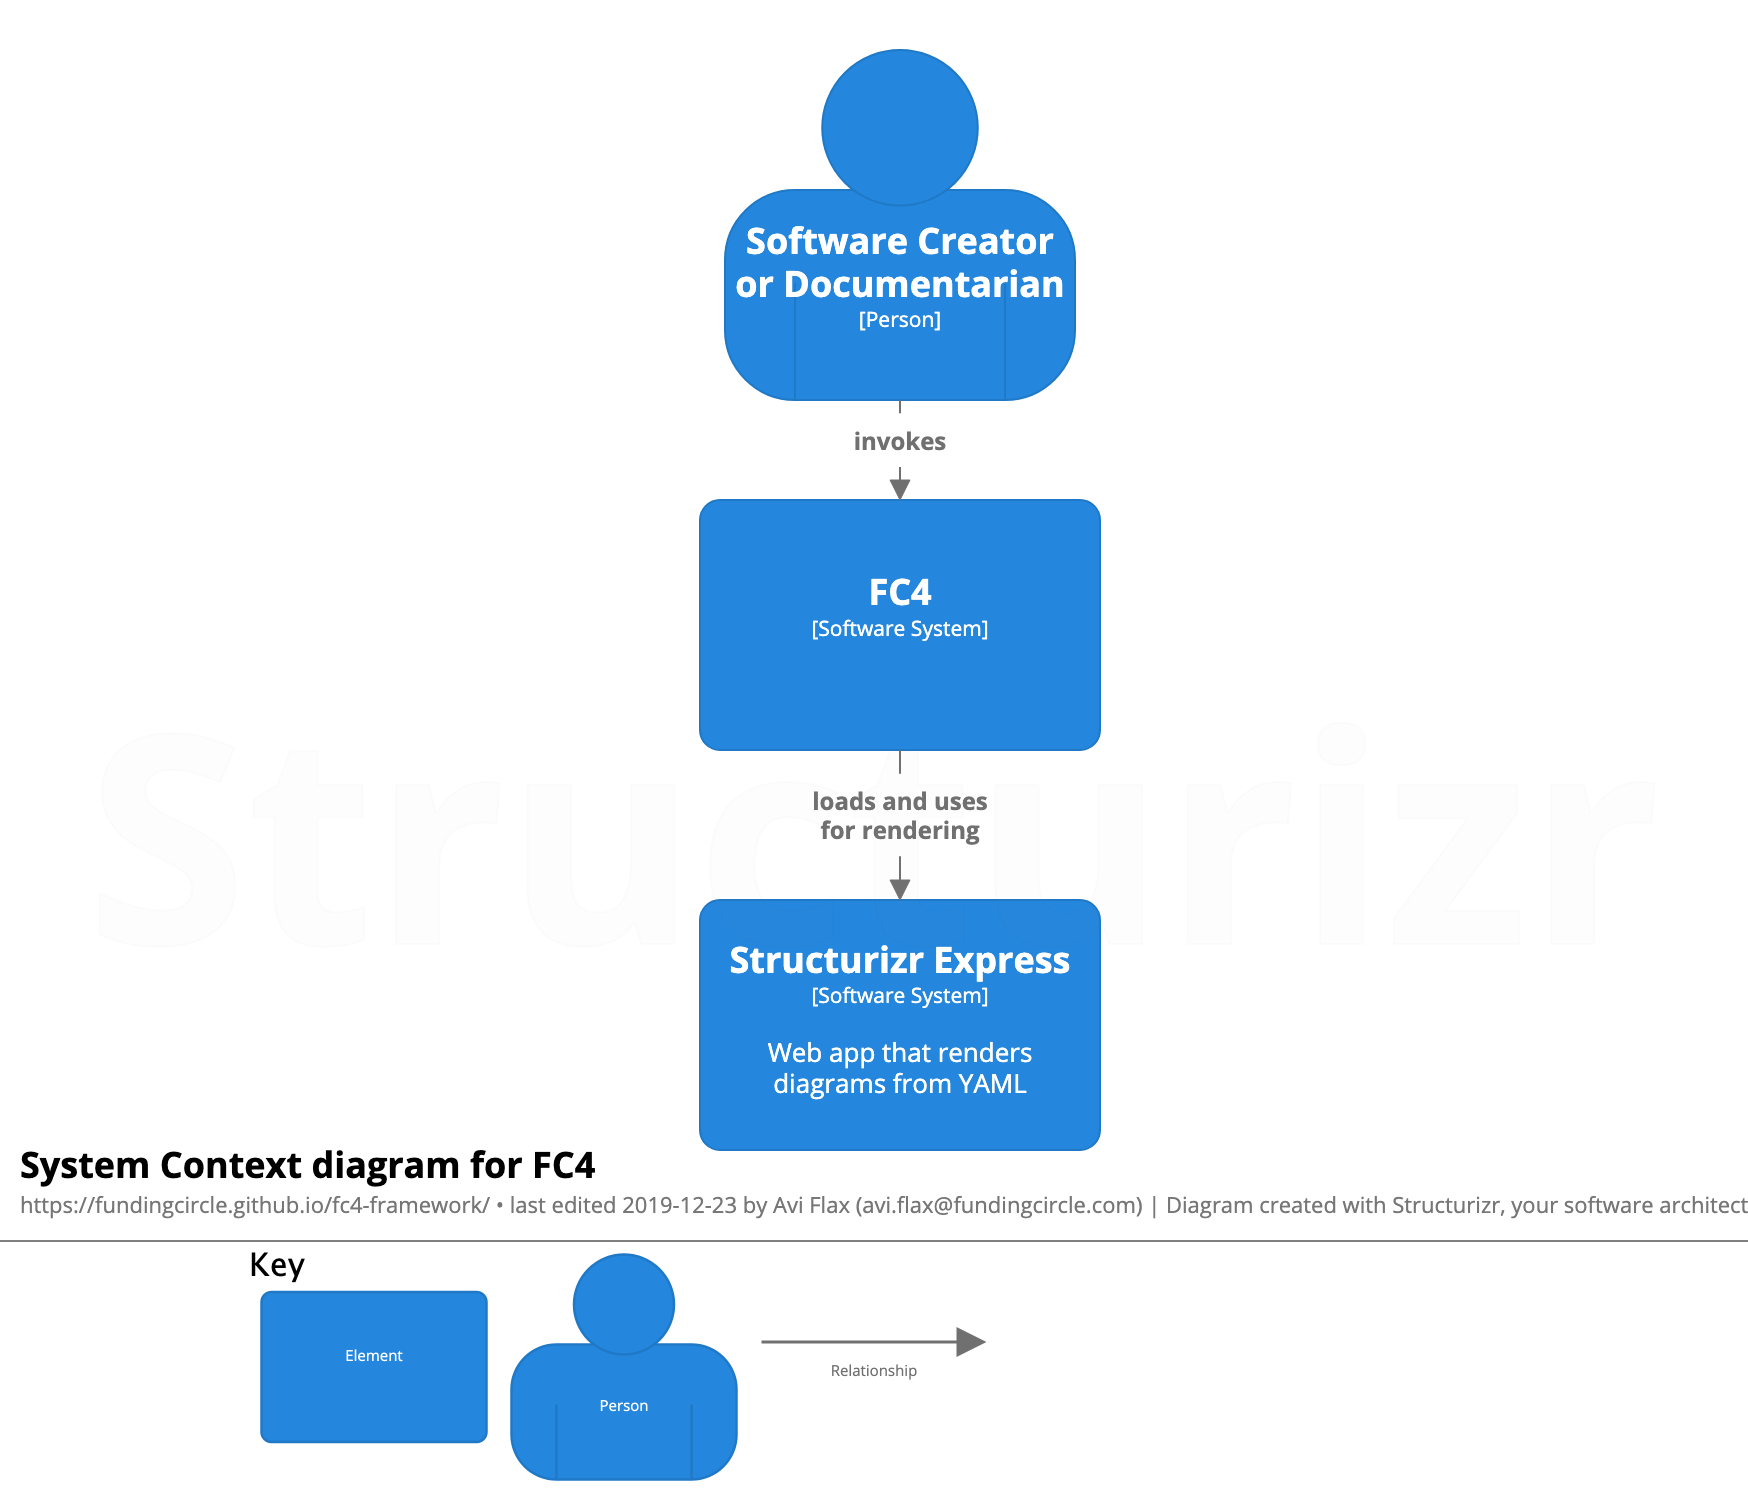 Software Creator
or Documentarian
[Person]
invokes
FC4
[Software System]
loads and uses
for rendering
Structurizr
Structurizr Express
[Software System]
Web app that renders
diagrams from YAML
System Context diagram for FC4
https://fundingcircle.github.io/fc4-framework/ • last edited 2019-12-23 by Avi Flax (avi.flax@fundingcircle.com) | Diagram created with Structurizr, your software architect
Key
Element
Person
Relationship